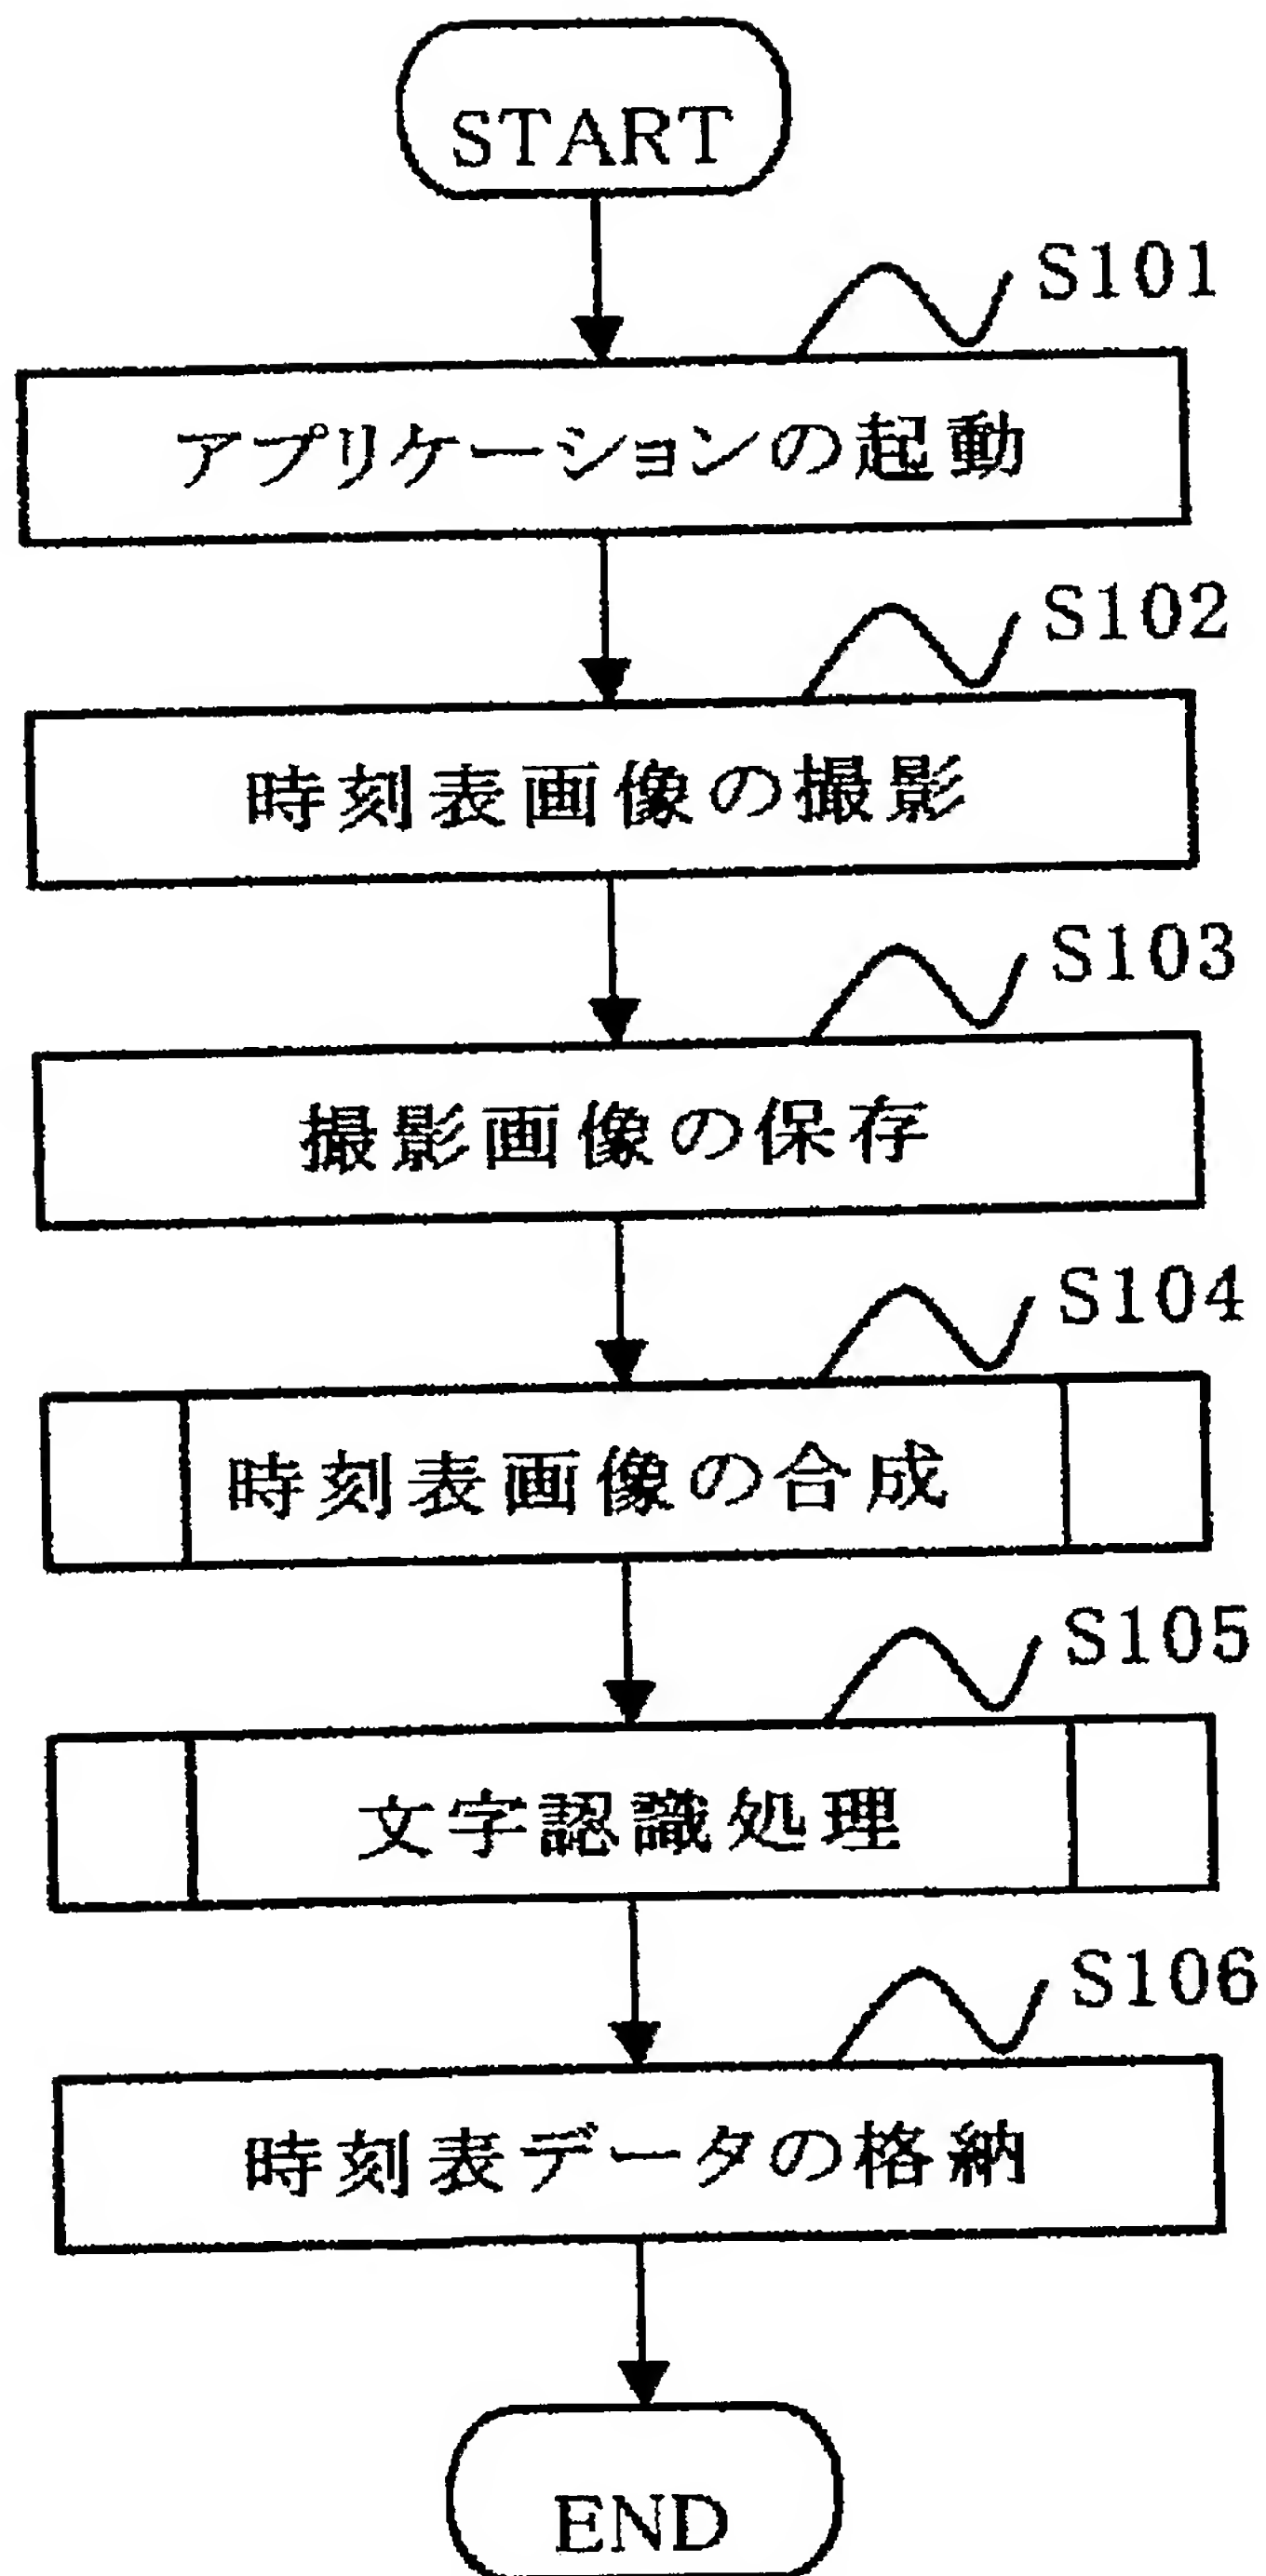 START
S101
アプリケーションの起動
S102
時刻表画像の撮影
S103
撮影画像の保存
S104
時刻表画像の合成
S105
文字認識処理
S106
時刻表データの格納
END